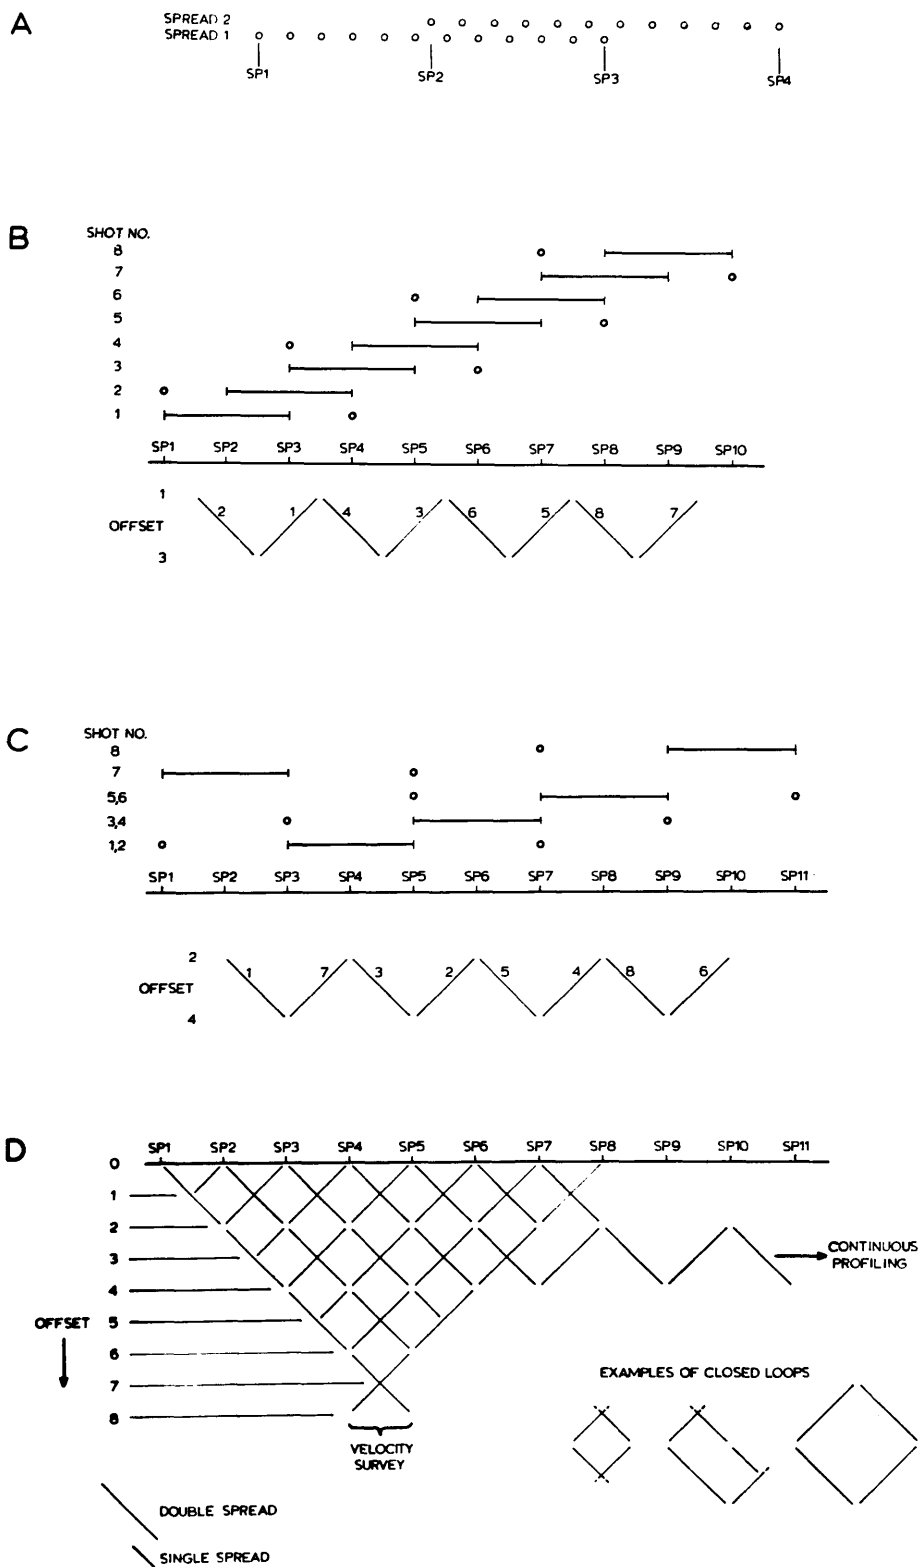 A
SPREAD 2
SPREAD 1
SP1 SP2 SP3 SP4
B
SHOT NO.
8
7
6
5
4
3
2
1
SP1 SP2 SP3 SP4 SP5 SP6 SP7 SP8 SP9 SP10
1
2 1 4 3 6 5 8 7
OFFSET
3
C
SHOT NO.
8
7
5,6
3,4
1,2
SP1 SP2 SP3 SP4 SP5 SP6 SP7 SP8 SP9 SP10 SP11
2
1 7 3 2 5 4 8 6
OFFSET
4
D
SP1 SP2 SP3 SP4 SP5 SP6 SP7 SP8 SP9 SP10 SP11
0
1
2
3
CONTINUOUS
PROFILING
4
OFFSET
5
6
7
8
EXAMPLES OF CLOSED LOOPS
VELOCITY
SURVEY
DOUBLE SPREAD
SINGLE SPREAD